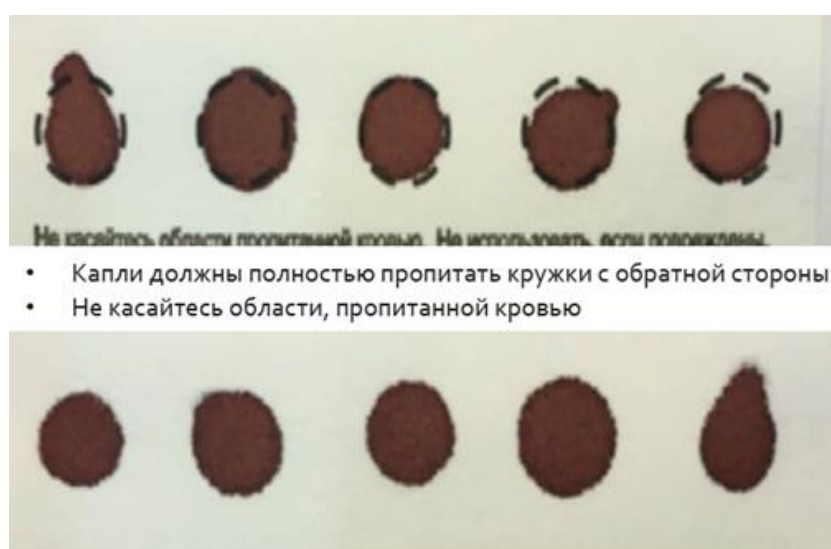 Не касайтесь области пропитанной кровью. Не использовать, если повреждены.
• Капли должны полностью пропитать кружки с обратной стороны
• Не касайтесь области, пропитанной кровью